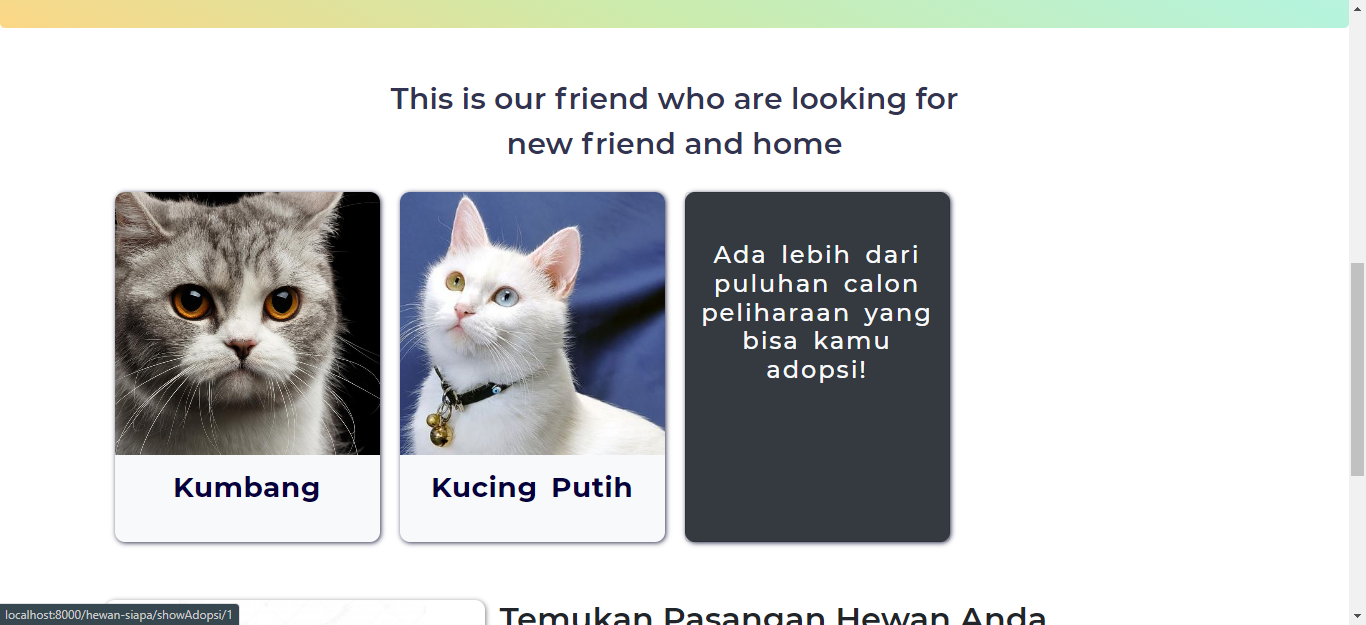 This is our friend who are looking for
new friend and home
Ada lebih dari
puluhan calon
peliharaan yang
bisa kamu
adopsi!
Kumbang
Kucing Putih
Temukan Pasangan Hewan Anda
localhost:8000/hewan-siapa/showAdopsi/1